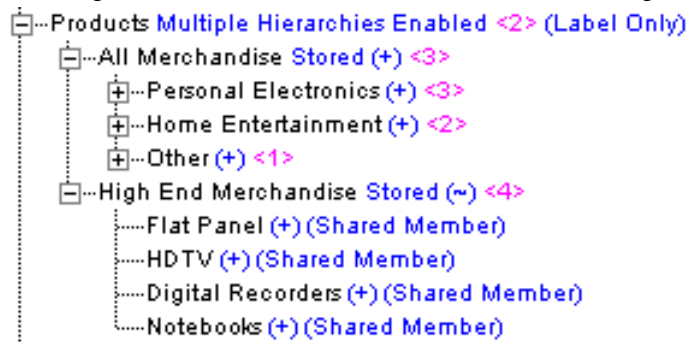 Products Multiple Hierarchies Enabled <2> (Label Only)
All Merchandise Stored (+) <3>
Personal Electronics (+) <3>
Home Entertainment (+) <2>
Other (+) <1>
High End Merchandise Stored (~) <4>
Flat Panel (+) (Shared Member)
HDTV (+) (Shared Member)
Digital Recorders (+) (Shared Member)
Notebooks (+) (Shared Member)